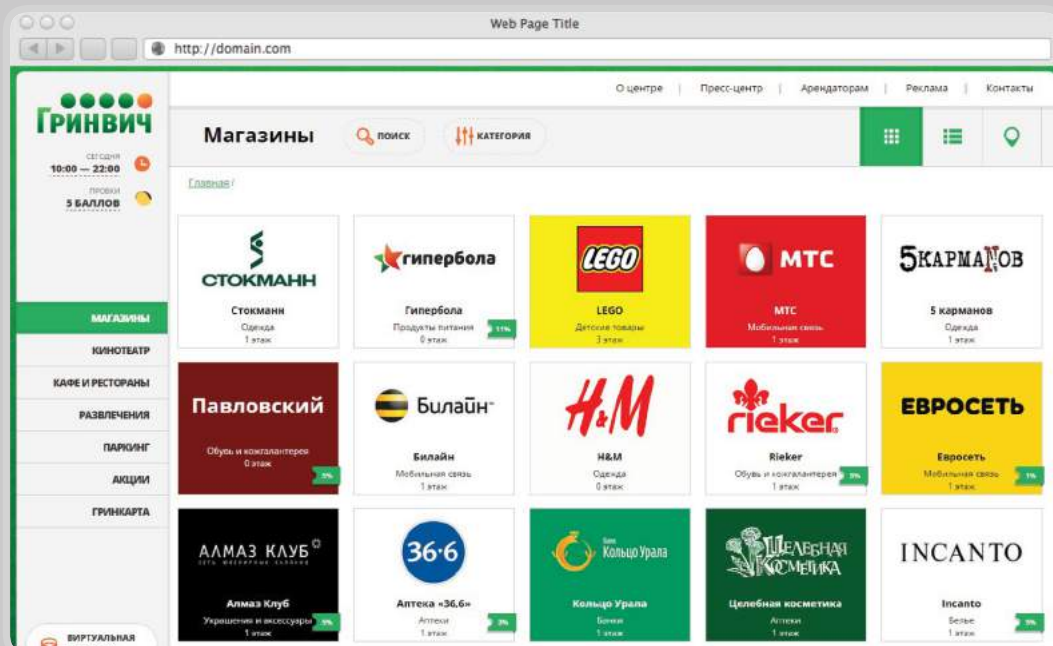 Web Page Title
http://domain.com
О центре | Пресс-центр | Арендаторам | Реклама | Контакты
ГРИНВИЧ
Магазины
ПОИСК
КАТЕГОРИЯ
СЕГОДНЯ
10:00 — 22:00
ПРОБКИ
5 БАЛЛОВ
Главная /
МАГАЗИНЫ
КИНОТЕАТР
КАФЕ И РЕСТОРАНЫ
РАЗВЛЕЧЕНИЯ
ПАРКИНГ
АКЦИИ
ГРИНКАРТА
ВИРТУАЛЬНАЯ
СТОКМАНН
Стокманн
Одежда
1 этаж
гипербола
Гипербола
Продукты питания
0 этаж
11%
LEGO
LEGO
Детские товары
3 этаж
МТС
МТС
Мобильная связь
1 этаж
5КАРМАNОВ
5 карманов
Одежда
1 этаж
Павловский
Обувь и кожгалантерея
0 этаж
Билайн
Билайн
Мобильная связь
1 этаж
H&M
H&M
Одежда
0 этаж
rieker
Rieker
Обувь и кожгалантерея
1 этаж
ЕВРОСЕТЬ
Евросеть
Мобильная связь
1 этаж
АЛМАЗ КЛУБ
СЕТЬ ЮВЕЛИРНЫХ САЛОНОВ
Алмаз Клуб
Украшения и аксессуары
1 этаж
36·6
Аптека «36,6»
Аптеки
1 этаж
Банк
Кольцо Урала
Кольцо Урала
Банки
1 этаж
ЦЕЛЕБНАЯ
КОСМЕТИКА
Целебная косметика
Аптеки
1 этаж
INCANTO
Incanto
Белье
1 этаж